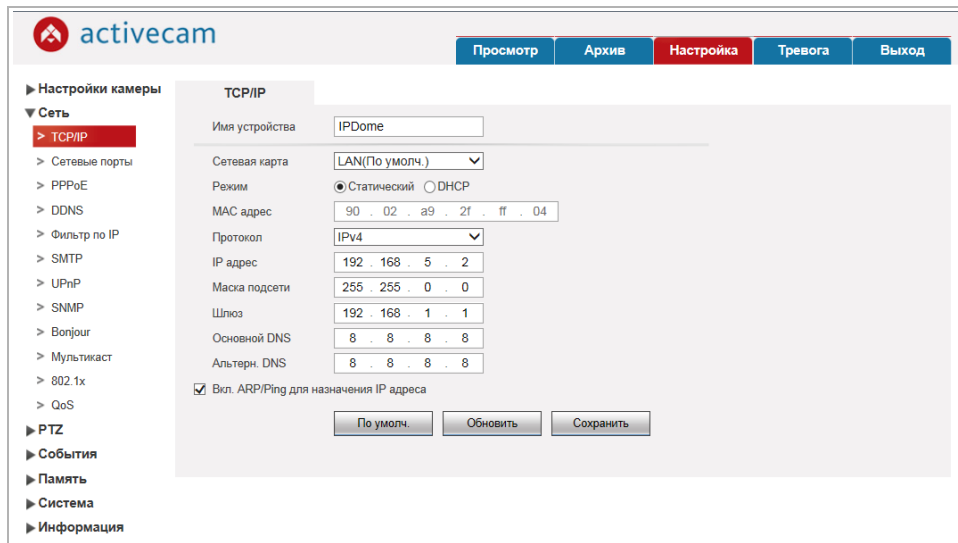 activecam
Просмотр Архив Настройка Тревога Выход
Настройки камеры
Сеть
> TCP/IP
> Сетевые порты
> PPPoE
> DDNS
> Фильтр по IP
> SMTP
> UPnP
> SNMP
> Bonjour
> Мультикаст
> 802.1x
> QoS
PTZ
События
Память
Система
Информация
TCP/IP
Имя устройства IPDome
Сетевая карта LAN(По умолч.)
Режим Статический DHCP
MAC адрес 90 . 02 . a9 . 2f . ff . 04
Протокол IPv4
IP адрес 192 . 168 . 5 . 2
Маска подсети 255 . 255 . 0 . 0
Шлюз 192 . 168 . 1 . 1
Основной DNS 8 . 8 . 8 . 8
Альтерн. DNS 8 . 8 . 8 . 8
Вкл. ARP/Ping для назначения IP адреса
По умолч. Обновить Сохранить